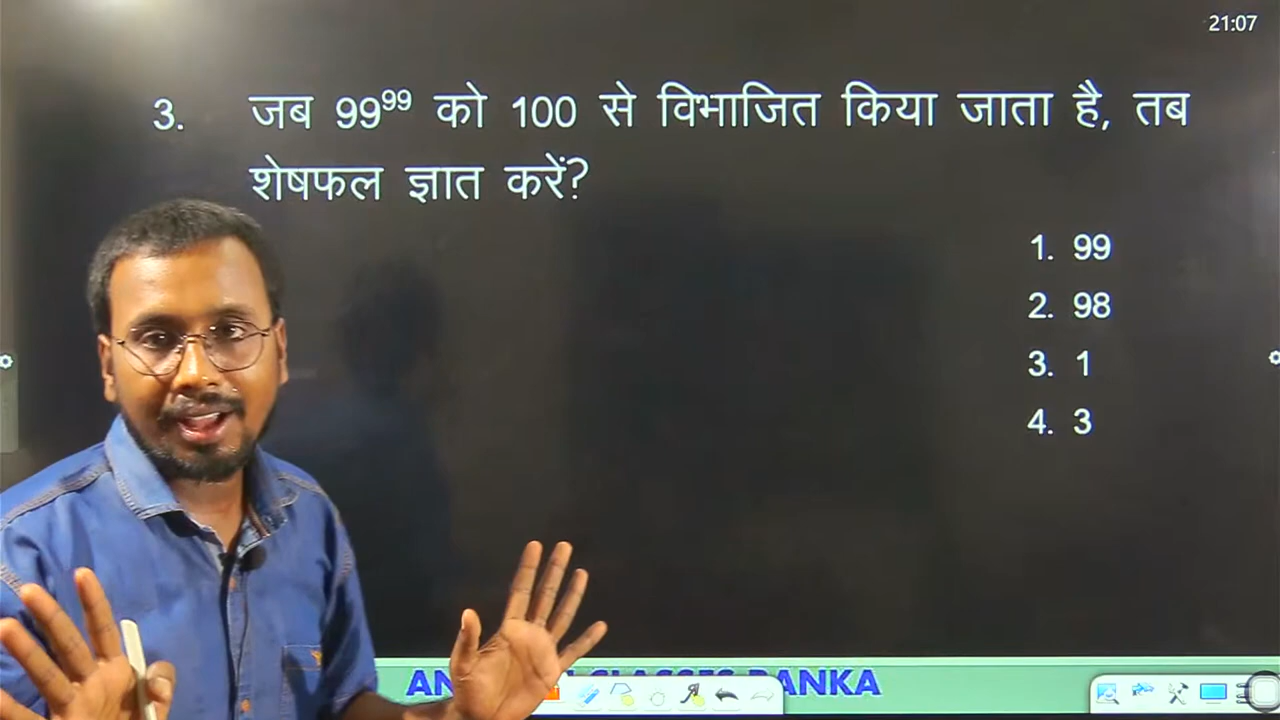 21:07
3. जब 99⁹⁹ को 100 से विभाजित किया जाता है, तब
शेषफल ज्ञात करें?
1. 99
2. 98
3. 1
4. 3